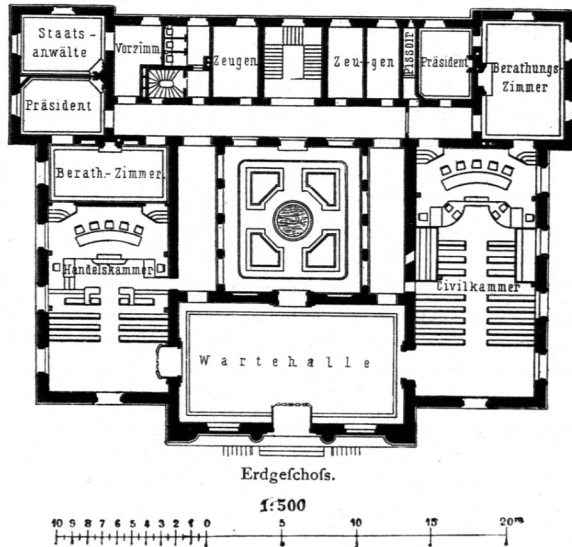 Staats-
anwälte
Vorzimm.
Zeugen
Zeu-gen
Pissoir
Präsident
Berathungs-
Zimmer
Präsident
Berath.-Zimmer.
Handelskammer
Civilkammer
Wartehalle
Erdgeſchoſs.
1:500
10 9 8 7 6 5 4 3 2 1 0 5 10 15 20m